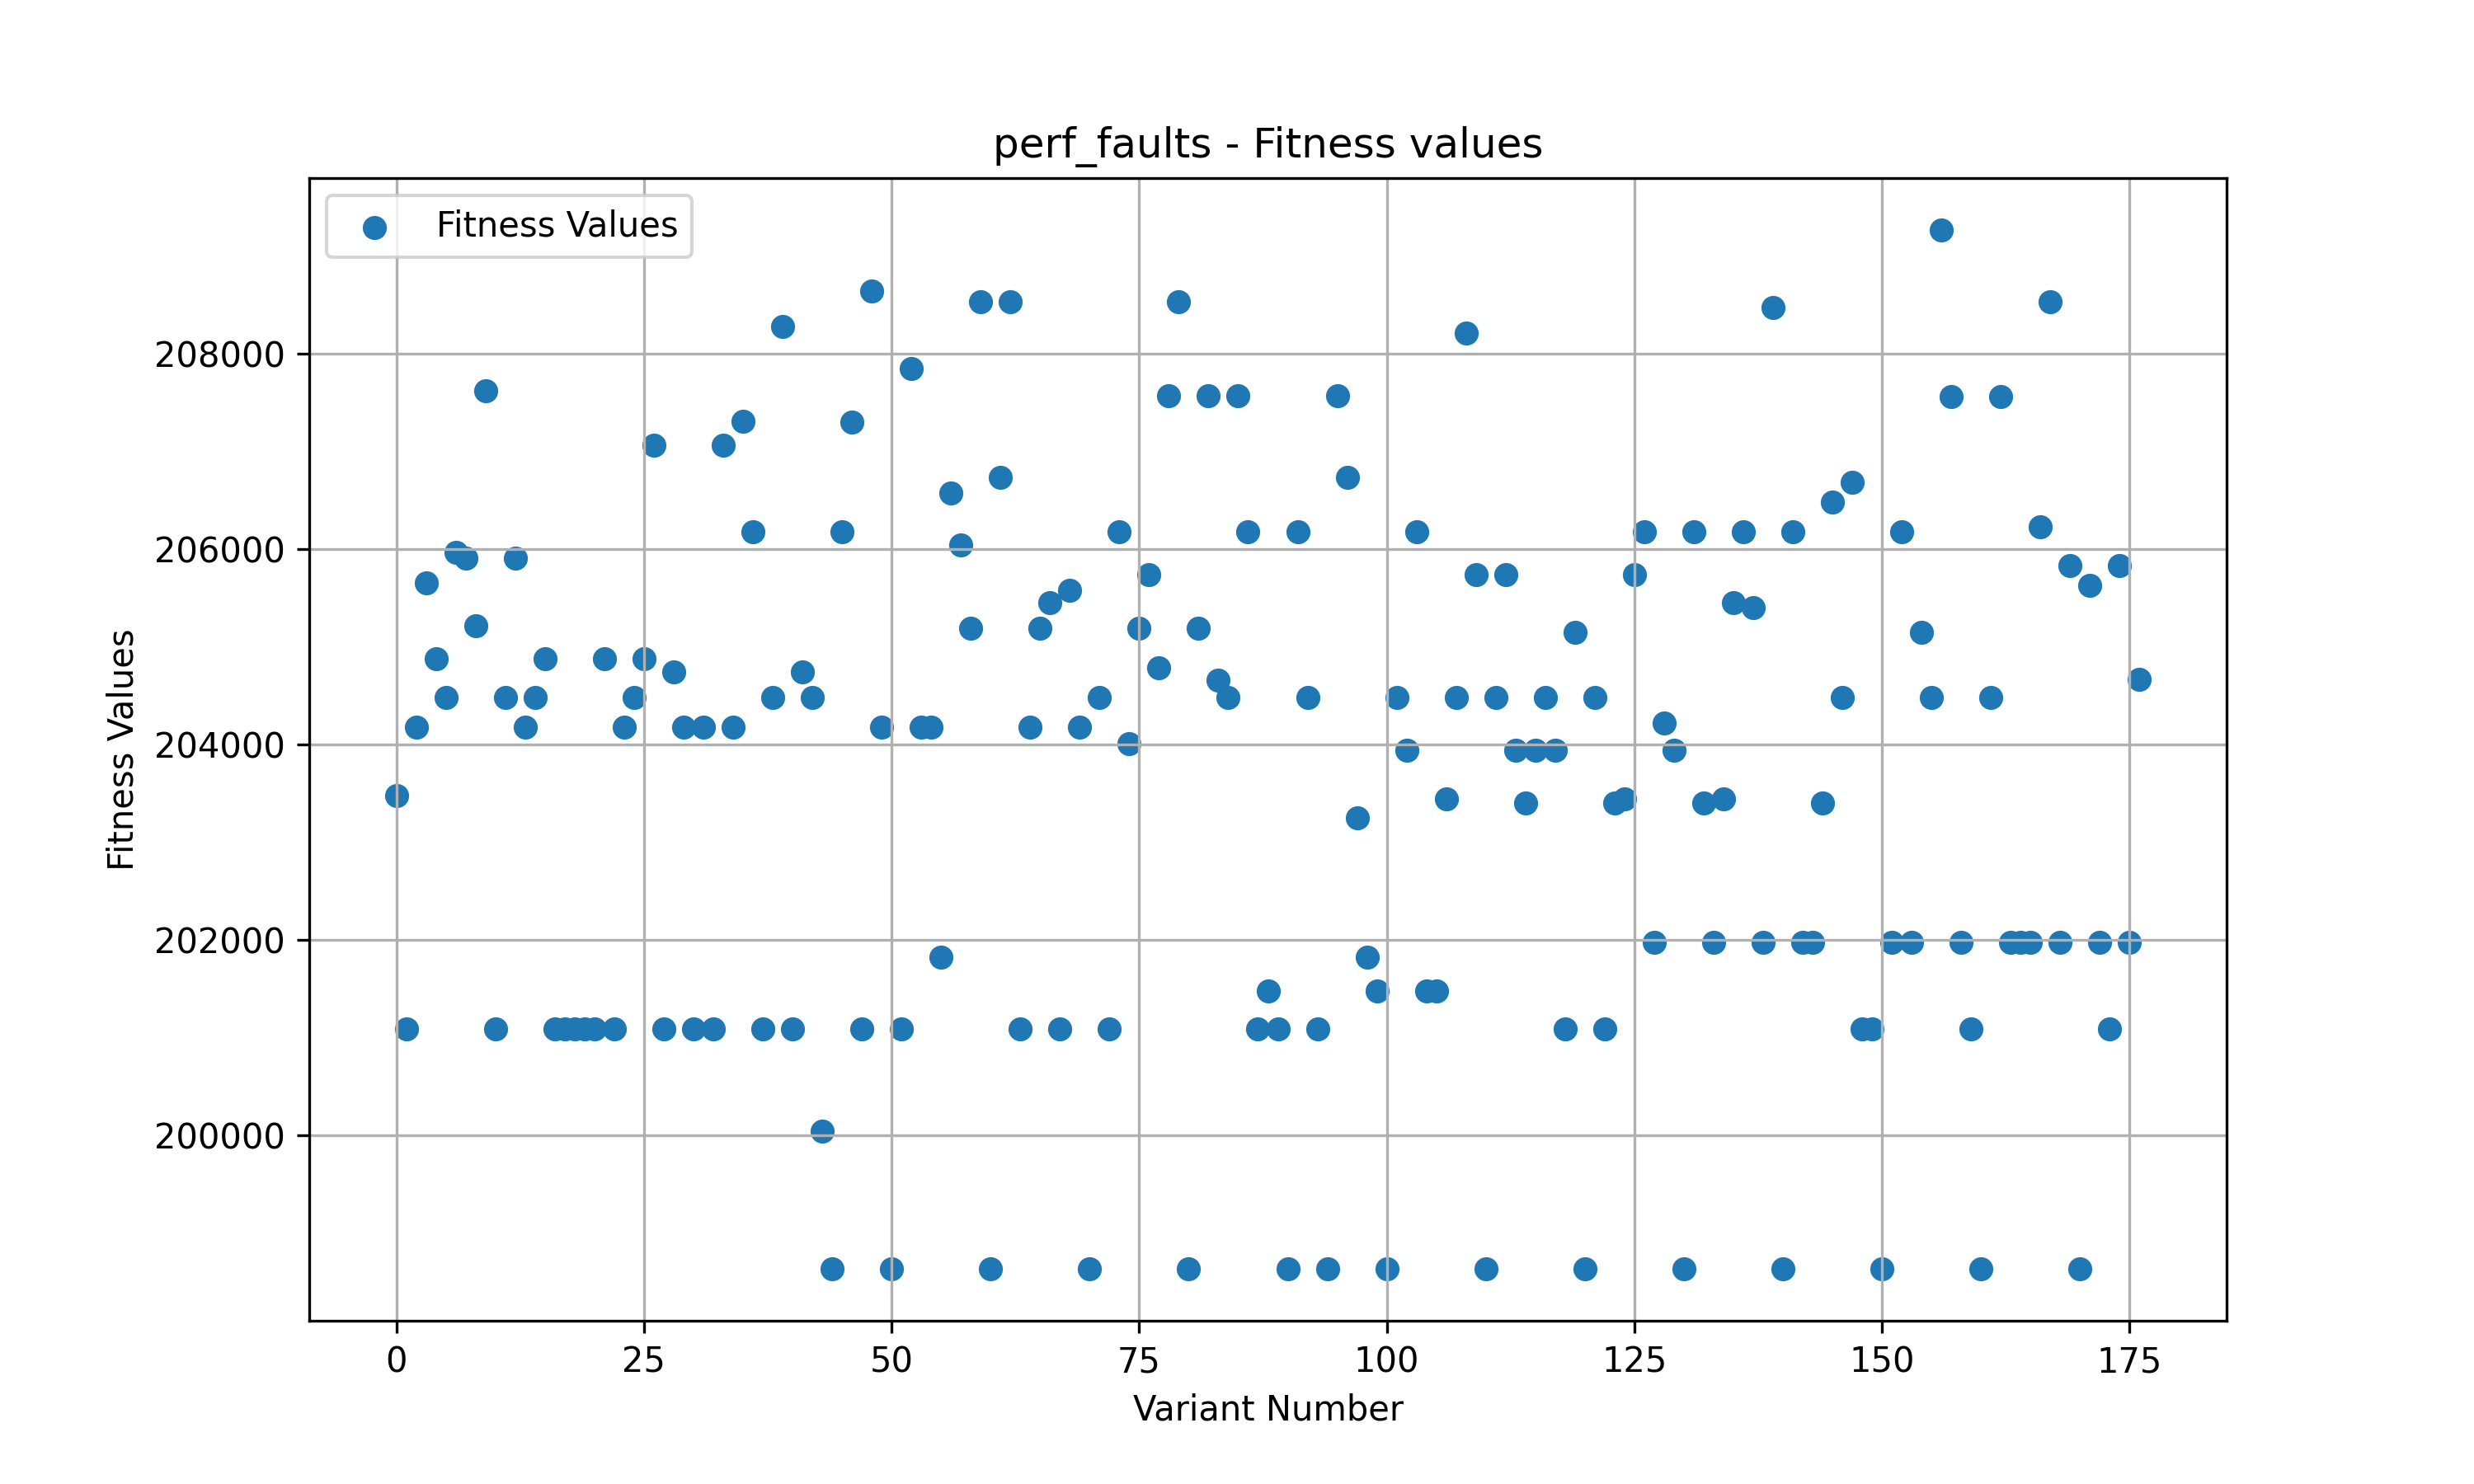 perf_faults - Fitness values
Fitness Values
208000
206000
204000
202000
200000
Fitness Values
0 25 50 75 100 125 150 175
Variant Number